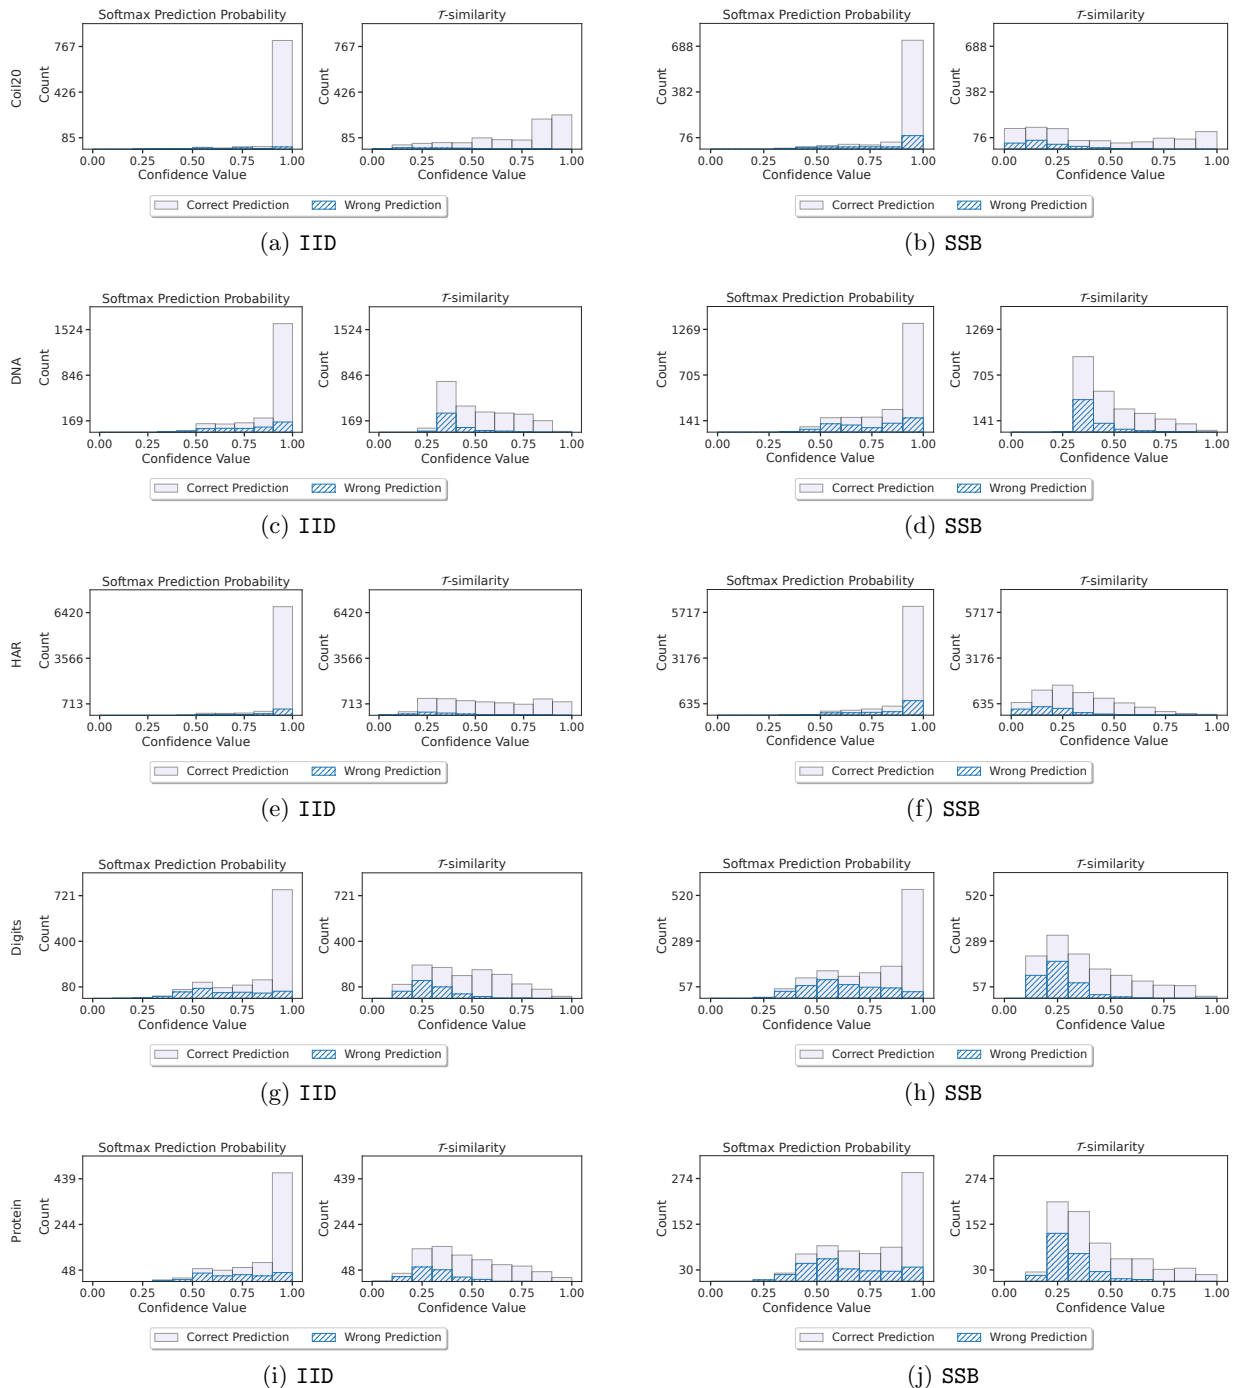 Softmax Prediction Probability
𝒯-similarity
Softmax Prediction Probability
𝒯-similarity
Coil20
Count
767
426
85
0.00 0.25 0.50 0.75 1.00
Confidence Value
Count
767
426
85
0.00 0.25 0.50 0.75 1.00
Confidence Value
Correct Prediction Wrong Prediction
(a) IID
Count
688
382
76
0.00 0.25 0.50 0.75 1.00
Confidence Value
Count
688
382
76
0.00 0.25 0.50 0.75 1.00
Confidence Value
Correct Prediction Wrong Prediction
(b) SSB
Softmax Prediction Probability
𝒯-similarity
Softmax Prediction Probability
𝒯-similarity
DNA
Count
1524
846
169
0.00 0.25 0.50 0.75 1.00
Confidence Value
Count
1524
846
169
0.00 0.25 0.50 0.75 1.00
Confidence Value
Correct Prediction Wrong Prediction
(c) IID
Count
1269
705
141
0.00 0.25 0.50 0.75 1.00
Confidence Value
Count
1269
705
141
0.00 0.25 0.50 0.75 1.00
Confidence Value
Correct Prediction Wrong Prediction
(d) SSB
Softmax Prediction Probability
𝒯-similarity
Softmax Prediction Probability
𝒯-similarity
HAR
Count
6420
3566
713
0.00 0.25 0.50 0.75 1.00
Confidence Value
Count
6420
3566
713
0.00 0.25 0.50 0.75 1.00
Confidence Value
Correct Prediction Wrong Prediction
(e) IID
Count
5717
3176
635
0.00 0.25 0.50 0.75 1.00
Confidence Value
Count
5717
3176
635
0.00 0.25 0.50 0.75 1.00
Confidence Value
Correct Prediction Wrong Prediction
(f) SSB
Softmax Prediction Probability
𝒯-similarity
Softmax Prediction Probability
𝒯-similarity
Digits
Count
721
400
80
0.00 0.25 0.50 0.75 1.00
Confidence Value
Count
721
400
80
0.00 0.25 0.50 0.75 1.00
Confidence Value
Correct Prediction Wrong Prediction
(g) IID
Count
520
289
57
0.00 0.25 0.50 0.75 1.00
Confidence Value
Count
520
289
57
0.00 0.25 0.50 0.75 1.00
Confidence Value
Correct Prediction Wrong Prediction
(h) SSB
Softmax Prediction Probability
𝒯-similarity
Softmax Prediction Probability
𝒯-similarity
Protein
Count
439
244
48
0.00 0.25 0.50 0.75 1.00
Confidence Value
Count
439
244
48
0.00 0.25 0.50 0.75 1.00
Confidence Value
Correct Prediction Wrong Prediction
(i) IID
Count
274
152
30
0.00 0.25 0.50 0.75 1.00
Confidence Value
Count
274
152
30
0.00 0.25 0.50 0.75 1.00
Confidence Value
Correct Prediction Wrong Prediction
(j) SSB